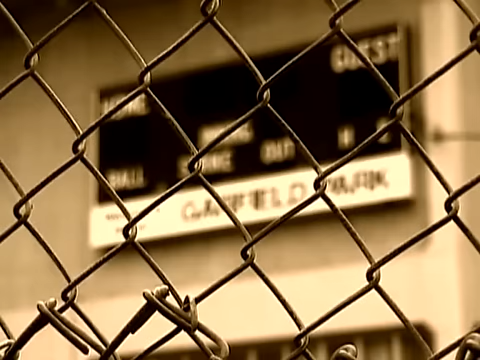 GUEST
HOME
INNING
BALL STRIKE OUT H E
GARFIELD PARK